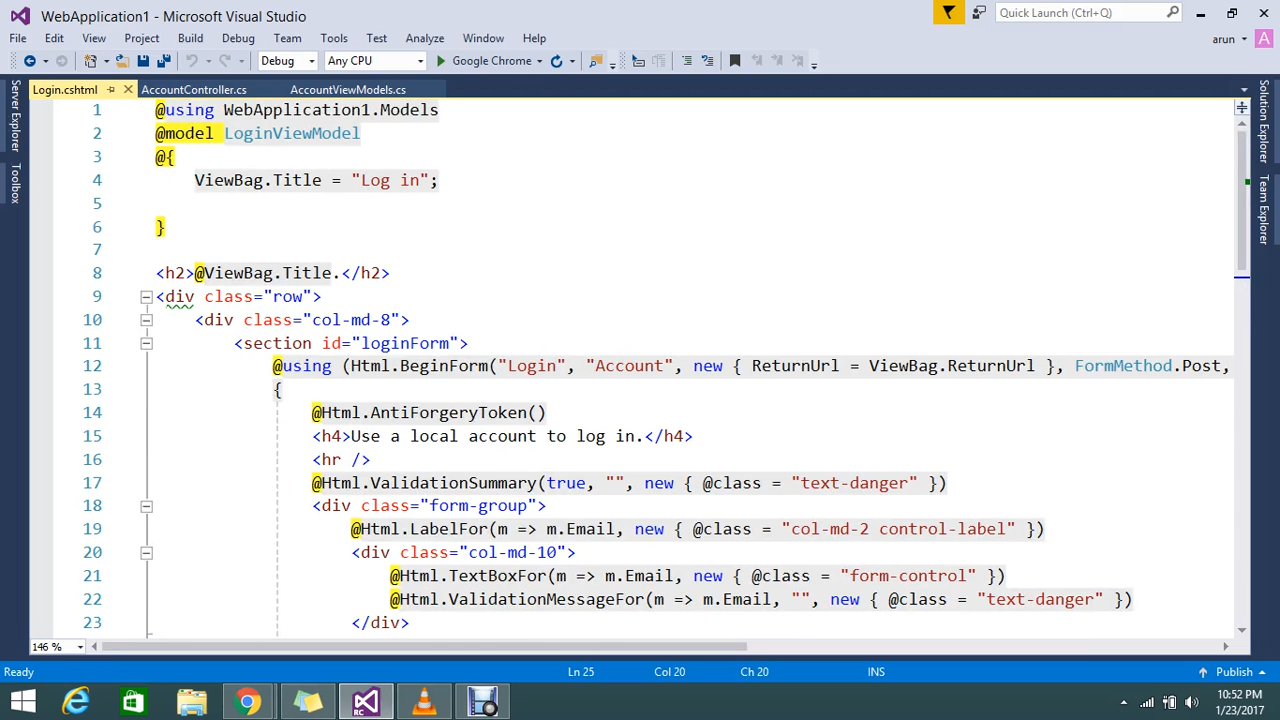 WebApplication1 - Microsoft Visual Studio
Quick Launch (Ctrl+Q)
File Edit View Project Build Debug Team Tools Test Analyze Window Help
arun A
Debug Any CPU Google Chrome
Login.cshtml AccountController.cs AccountViewModels.cs
Server Explorer
Toolbox
Solution Explorer
Team Explorer
1 @using WebApplication1.Models
2 @model LoginViewModel
3 @{
4 ViewBag.Title = "Log in";
5
6 }
7
8 <h2>@ViewBag.Title.</h2>
9 <div class="row">
10 <div class="col-md-8">
11 <section id="loginForm">
12 @using (Html.BeginForm("Login", "Account", new { ReturnUrl = ViewBag.ReturnUrl }, FormMethod.Post,
13 {
14 @Html.AntiForgeryToken()
15 <h4>Use a local account to log in.</h4>
16 <hr />
17 @Html.ValidationSummary(true, "", new { @class = "text-danger" })
18 <div class="form-group">
19 @Html.LabelFor(m => m.Email, new { @class = "col-md-2 control-label" })
20 <div class="col-md-10">
21 @Html.TextBoxFor(m => m.Email, new { @class = "form-control" })
22 @Html.ValidationMessageFor(m => m.Email, "", new { @class = "text-danger" })
23 </div>
146 %
Ready Ln 25 Col 20 Ch 20 INS Publish
RC
10:52 PM
1/23/2017